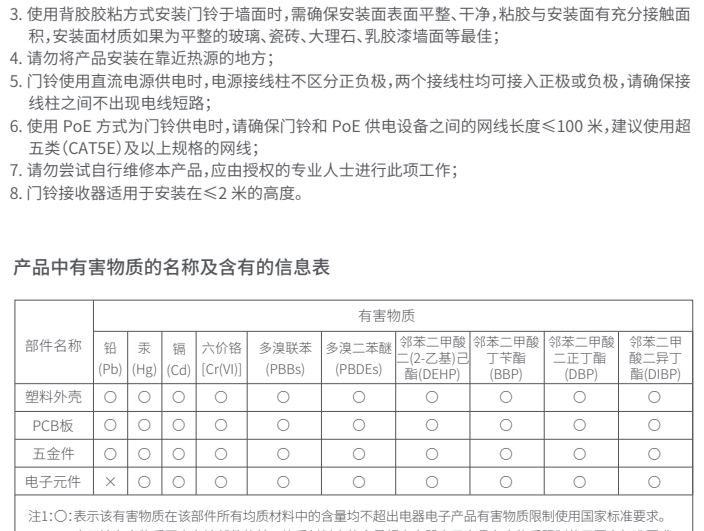 3. 使用背胶胶粘方式安装门铃于墙面时,需确保安装面表面平整、干净,粘胶与安装面有充分接触面
积,安装面材质如果为平整的玻璃、瓷砖、大理石、乳胶漆墙面等最佳;
4. 请勿将产品安装在靠近热源的地方;
5. 门铃使用直流电源供电时,电源接线柱不区分正负极,两个接线柱均可接入正极或负极,请确保接
线柱之间不出现电线短路;
6. 使用 PoE 方式为门铃供电时,请确保门铃和 PoE 供电设备之间的网线长度≤100 米,建议使用超
五类(CAT5E)及以上规格的网线;
7. 请勿尝试自行维修本产品,应由授权的专业人士进行此项工作;
8. 门铃接收器适用于安装在≤2 米的高度。
产品中有害物质的名称及含有的信息表
部件名称 有害物质
铅 (Pb) 汞 (Hg) 镉 (Cd) 六价铬 [Cr(VI)] 多溴联苯 (PBBs) 多溴二苯醚 (PBDEs) 邻苯二甲酸二(2-乙基)己酯(DEHP) 邻苯二甲酸丁苄酯 (BBP) 邻苯二甲酸二正丁酯 (DBP) 邻苯二甲酸二异丁酯(DIBP)
塑料外壳 ○ ○ ○ ○ ○ ○ ○ ○ ○ ○
PCB板 ○ ○ ○ ○ ○ ○ ○ ○ ○ ○
五金件 ○ ○ ○ ○ ○ ○ ○ ○ ○ ○
电子元件 × ○ ○ ○ ○ ○ ○ ○ ○ ○
注1:○:表示该有害物质在该部件所有均质材料中的含量均不超出电器电子产品有害物质限制使用国家标准要求。